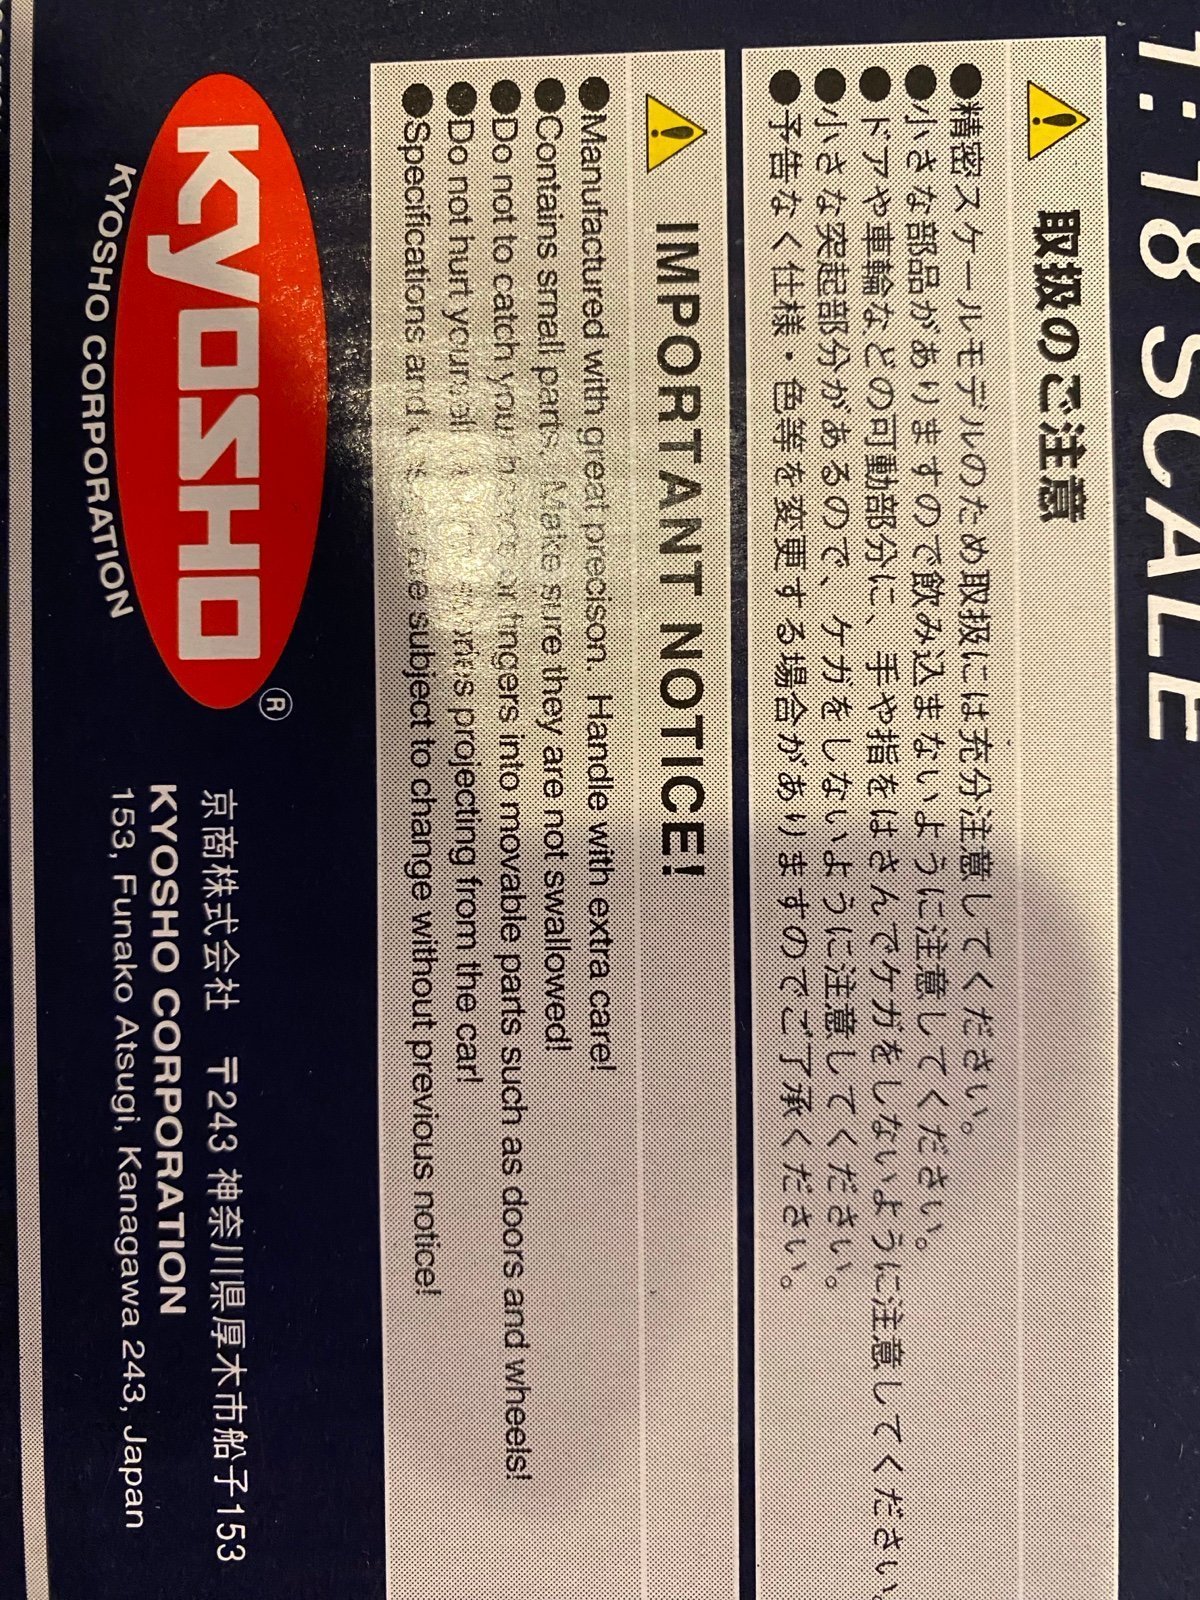 1:18 SCALE
取扱のご注意
●精密スケールモデルのため取扱には充分注意してください。
●小さな部品がありますので飲み込まないように注意してください。
●ドアや車輪などの可動部分に、手や指をはさんでケガをしないように注意してください。
●小さな突起部分があるので、ケガをしないように注意してください。
●予告なく仕様・色等を変更する場合がありますのでご了承ください。
IMPORTANT NOTICE!
●Manufactured with great precison. Handle with extra care!
●Contains small parts. Make sure they are not swallowed!
●Do not to catch your hands or fingers into movable parts such as doors and wheels!
●Do not hurt yourself projecting from the car!
●Specifications and are subject to change without previous notice!
KYOSHO ®
KYOSHO CORPORATION
京商株式会社 〒243 神奈川県厚木市船子153
KYOSHO CORPORATION
153, Funako Atsugi, Kanagawa 243, Japan